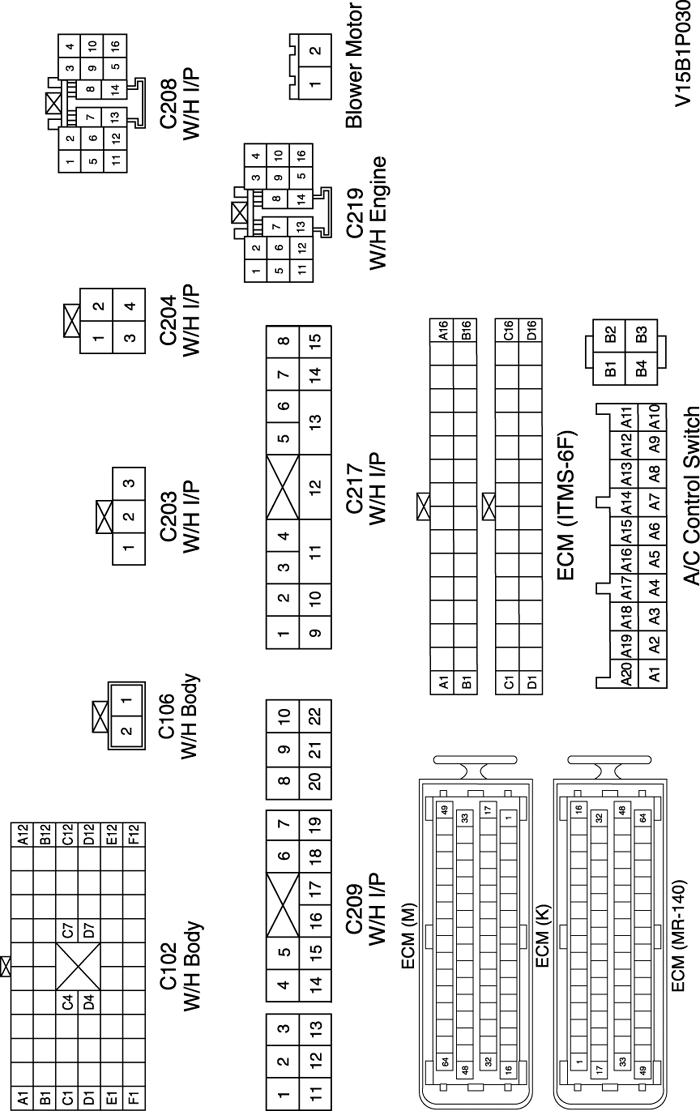 A1 A12
B1 B12
C1 C4 C7 C12
D1 D4 D7 D12
E1 E12
F1 F12
C102
W/H Body
2 1
C106
W/H Body
1 2 3
C203
W/H I/P
1 2
3 4
C204
W/H I/P
1 2 3 4
5 6 7 8 9 10
11 12 13 14 5 16
C208
W/H I/P
1 2 3 4 5 6 7 8 9 10
11 12 13 14 15 16 17 18 19 20 21 22
C209
W/H I/P
1 2 3 4 5 6 7 8
9 10 11 12 13 14 15
C217
W/H I/P
1 2 3 4
5 6 7 8 9 10
11 12 13 14 5 16
C219
W/H Engine
1 2
Blower Motor
ECM (M)
64 49
48 33
32 17
16 1
ECM (K)
1 16
17 32
33 48
49 64
ECM (MR-140)
A1 A16
B1 B16
C1 C16
D1 D16
ECM (ITMS-6F)
A20 A19 A18 A17 A16 A15 A14 A13 A12 A11
A1 A2 A3 A4 A5 A6 A7 A8 A9 A10
B1 B2
B4 B3
A/C Control Switch
V15B1P030